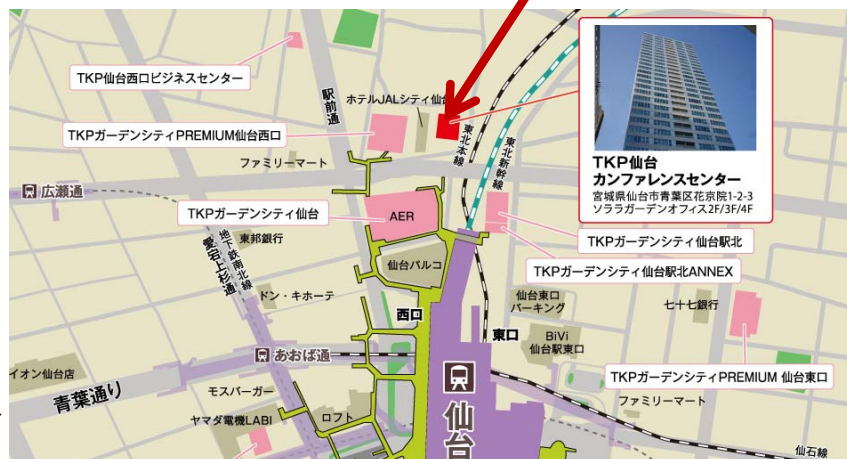 TKP仙台西口ビジネスセンター
駅前通
ホテルJALシティ仙台
TKPガーデンシティPREMIUM仙台西口
ファミリーマート
東北本線
東北新幹線
TKP仙台
カンファレンスセンター
宮城県仙台市青葉区花京院1-2-3
ソララガーデンオフィス2F/3F/4F
広瀬通
TKPガーデンシティ仙台
AER
東邦銀行
地下鉄南北線
愛宕上杉通
仙台パルコ
TKPガーデンシティ仙台駅北
TKPガーデンシティ仙台駅北ANNEX
ドン・キホーテ
西口
東口
仙台東口
パーキング
七十七銀行
BiVi
仙台駅東口
あおば通
イオン仙台店
青葉通り
モスバーガー
ヤマダ電機LABI
ロフト
仙台
TKPガーデンシティPREMIUM 仙台東口
ファミリーマート
仙石線